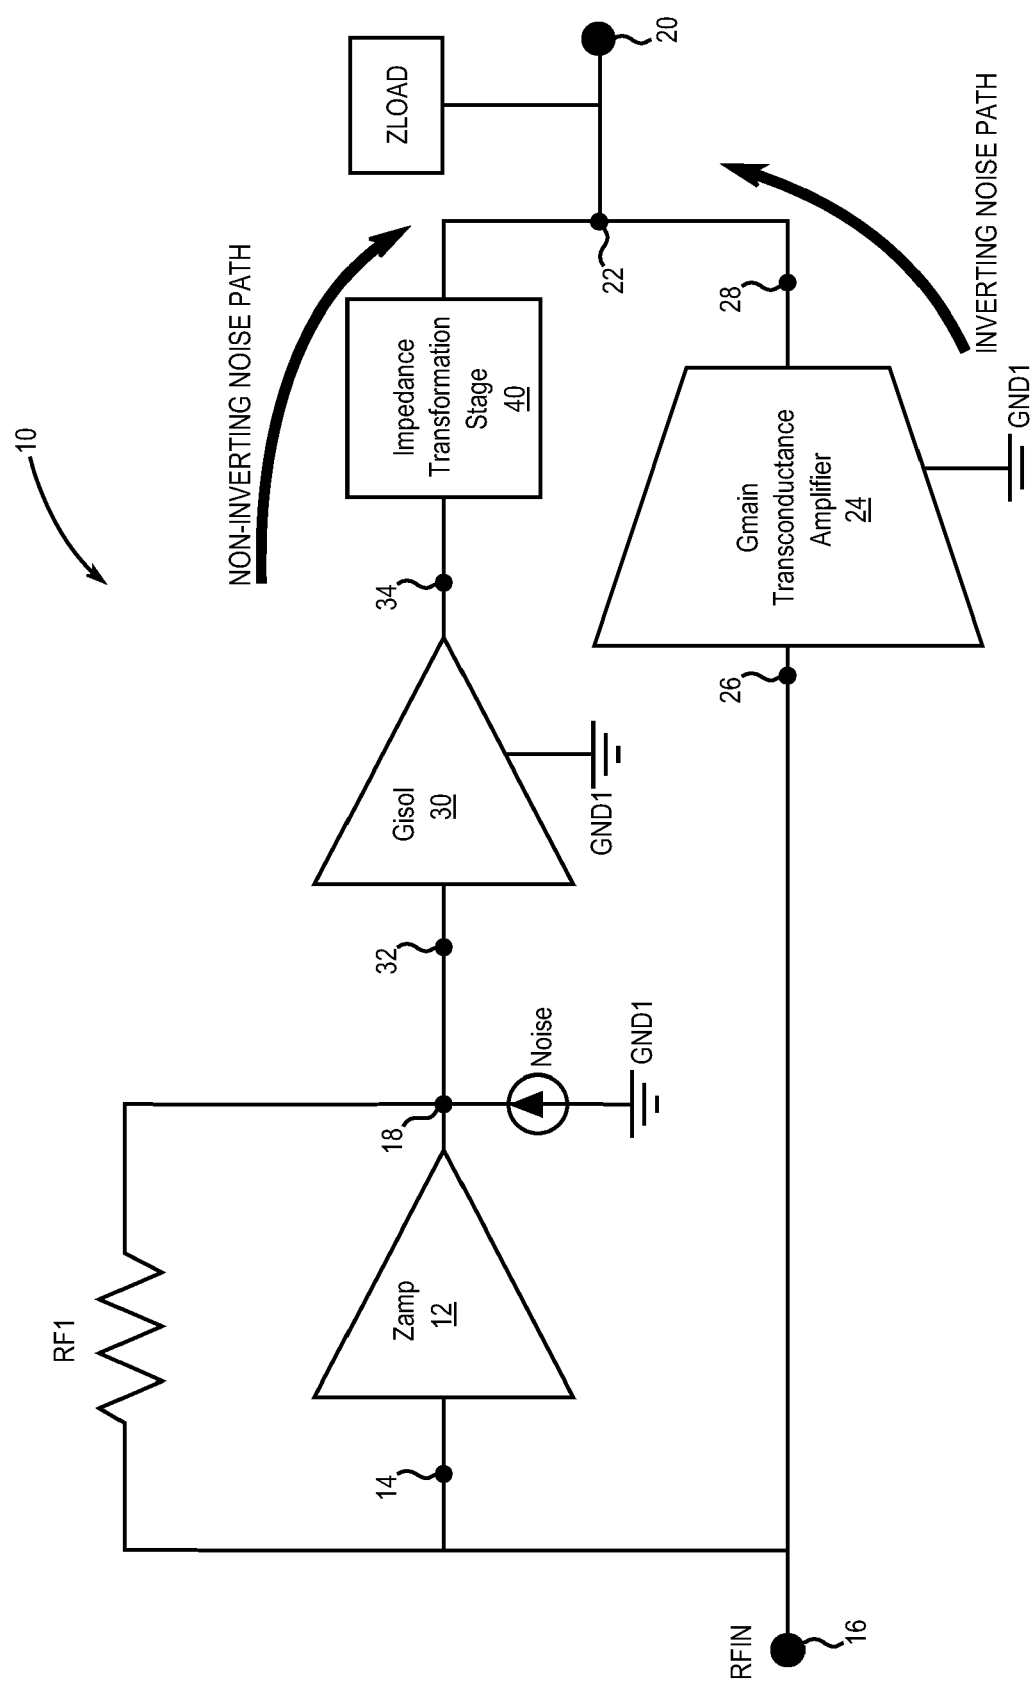 10
NON-INVERTING NOISE PATH
RF1
ZLOAD
Impedance
Transformation
Stage
40
34
Gisol
30
32
GND1
Zamp
12
14
18
Noise
GND1
20
22
28
INVERTING NOISE PATH
Gmain
Transconductance
Amplifier
24
GND1
26
RFIN
16